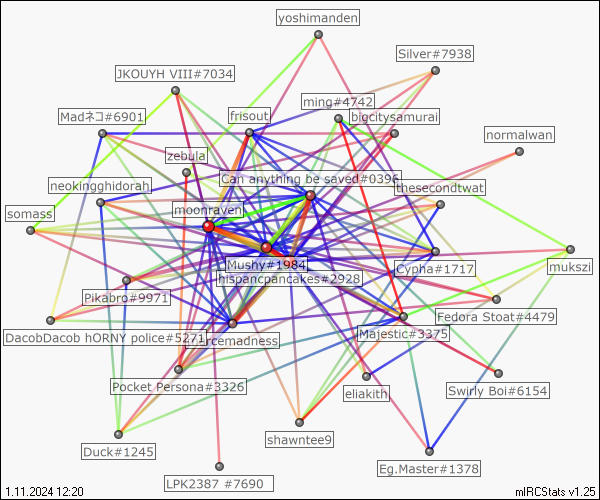 yoshimanden
Silver#7938
JKOUYH VIII#7034
ming#4742
Madネコ#6901
frisout
bigcitysamurai
normalwan
zebula
Can anything be saved#0396
neokingghidorah
thesecondtwat
somass
moonraven
Mushy#1984
Cypha#1717
mukszi
hispancpancakes#2928
Pikabro#9971
Fedora Stoat#4479
DacobDacob hORNY police#5271
rcemadness
Majestic#3375
Pocket Persona#3326
eliakith
Swirly Boi#6154
shawntee9
Duck#1245
Eg.Master#1378
LPK2387 #7690
1.11.2024 12:20
mIRCStats v1.25